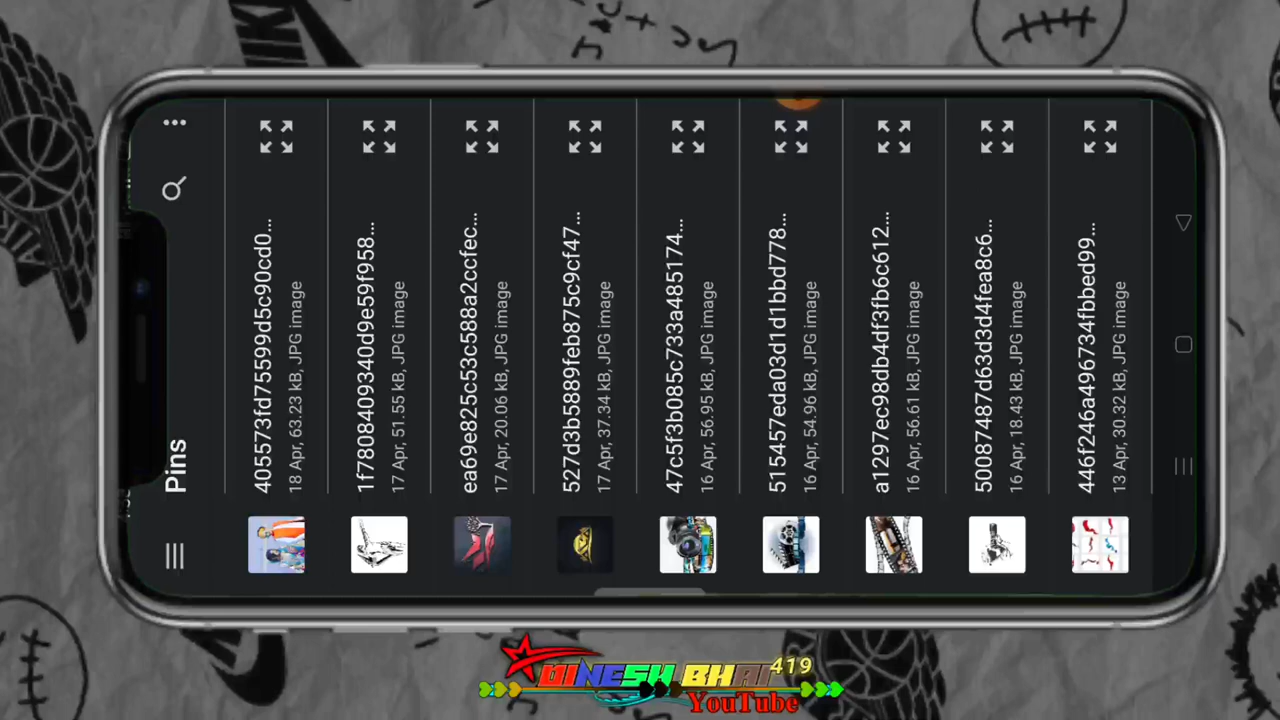 Pins
405573fd75599d5c90cd0...
18 Apr, 63.23 kB, JPG image
1f780840934​0d9e59f958...
17 Apr, 51.55 kB, JPG image
ea69e825c53c588a2ccfec...
17 Apr, 20.06 kB, JPG image
527d3b5889feb875c9cf47...
17 Apr, 37.34 kB, JPG image
47c5f3b085c733a485174...
16 Apr, 56.95 kB, JPG image
515457eda03d1d1bbd778...
16 Apr, 54.96 kB, JPG image
a1297ec98db4df3fb6c612...
16 Apr, 56.61 kB, JPG image
50087487d63d3d4fea8c6...
16 Apr, 18.43 kB, JPG image
446f246a496734fbbed99...
13 Apr, 30.32 kB, JPG image
DINESH BHAI 419
YouTube